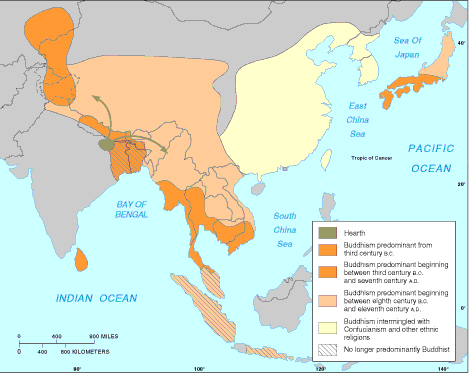 Sea Of
Japan
40°
East
China
Sea
PACIFIC
OCEAN
Tropic of Cancer
20°
BAY OF
BENGAL
South
China
Sea
INDIAN OCEAN
0°
Hearth
Buddhism predominant from
third century B.C.
Buddhism predominant beginning
between third century B.C.
and seventh century A.D.
Buddhism predominant beginning
between eighth century B.C.
and eleventh century A.D.
Buddhism intermingled with
Confucianism and other ethnic
religions
No longer predominantly Buddhist
0 400 800 MILES
0 400 800 KILOMETERS
80° 100° 120° 140°